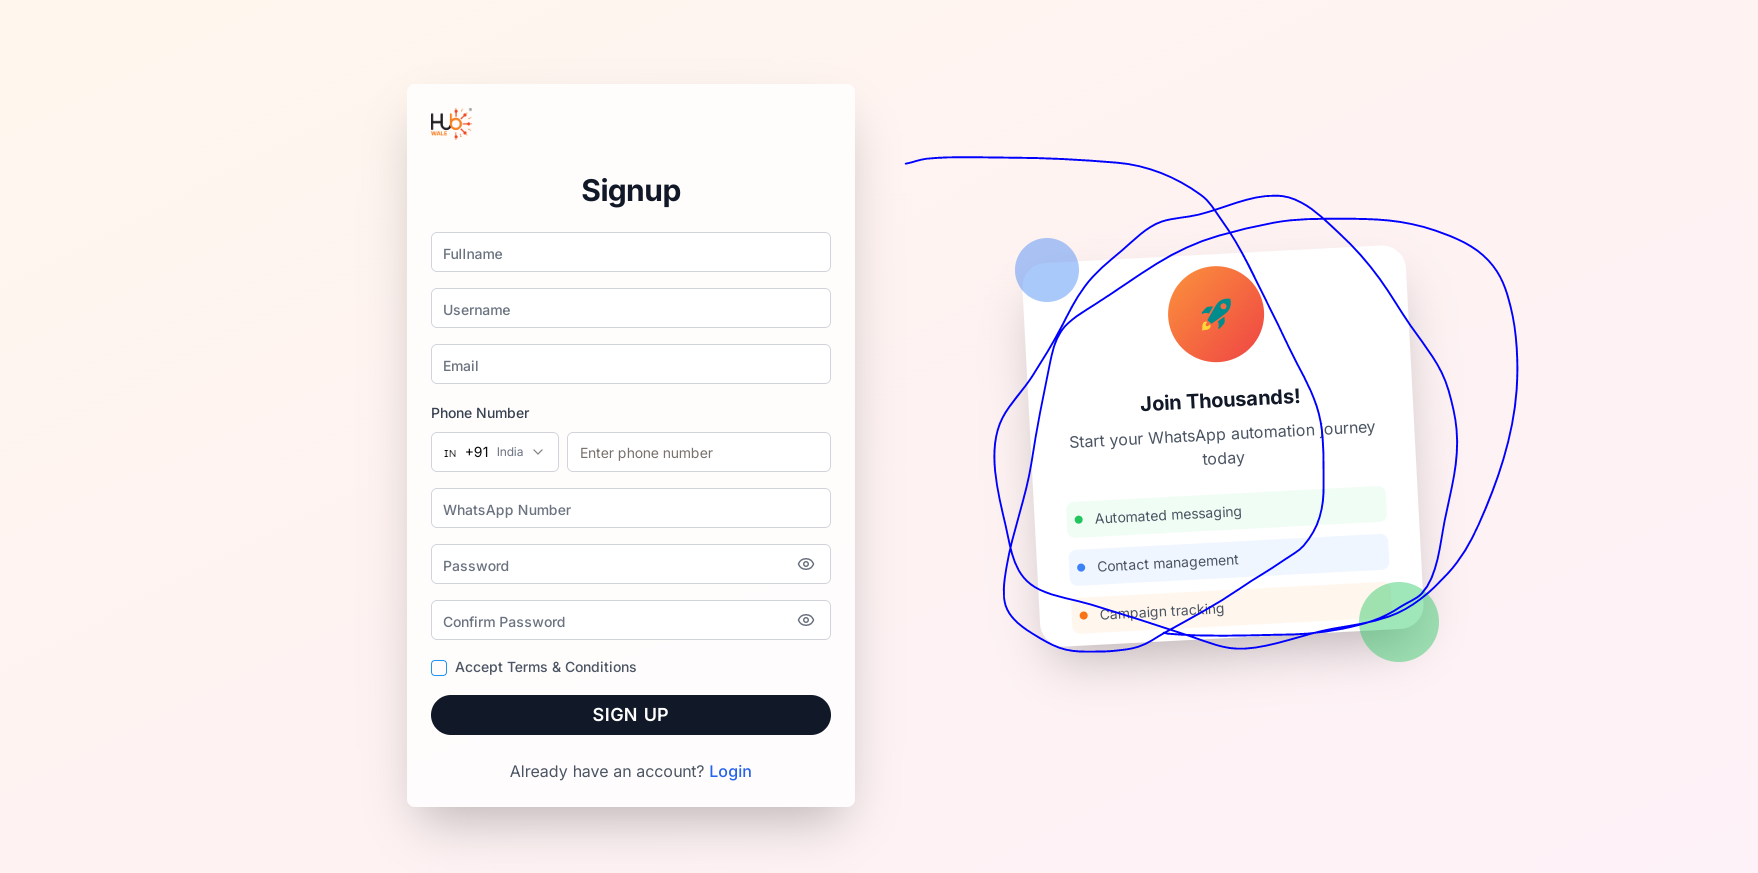 Hub
WALE
Signup
Fullname
Username
Email
Phone Number
IN +91 India
Enter phone number
WhatsApp Number
Password
Confirm Password
Accept Terms & Conditions
SIGN UP
Already have an account? Login
Join Thousands!
Start your WhatsApp automation journey
today
Automated messaging
Contact management
Campaign tracking